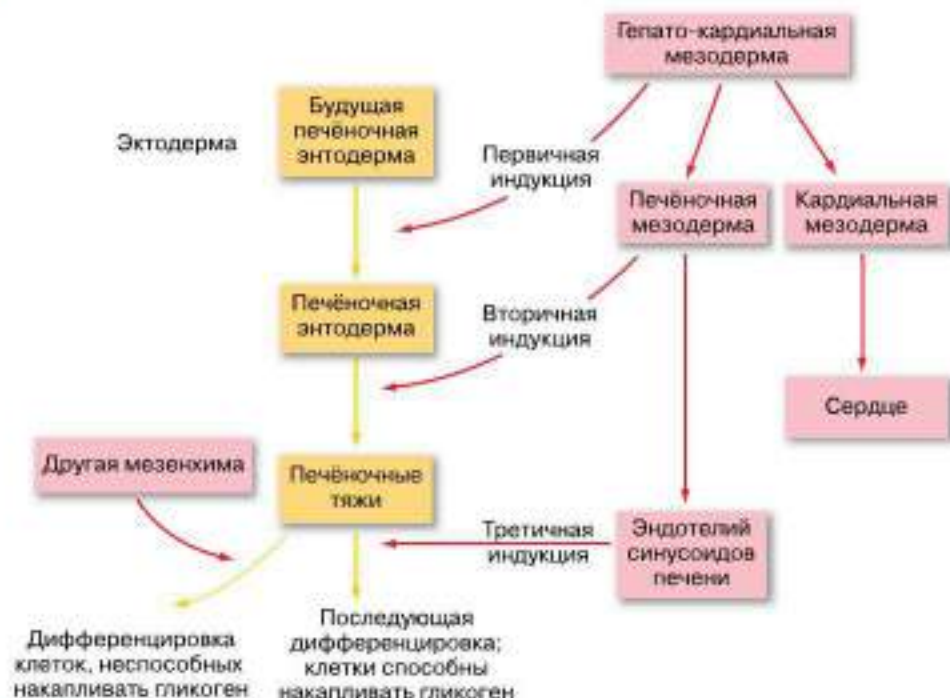 Гепато-кардиальная
мезодерма
Эктодерма
Будущая
печёночная
энтодерма
Первичная
индукция
Печёночная
мезодерма
Кардиальная
мезодерма
Печёночная
энтодерма
Вторичная
индукция
Сердце
Другая мезенхима
Печёночные
тяжи
Третичная
индукция
Эндотелий
синусоидов
печени
Дифференцировка
клеток, неспособных
накапливать гликоген
Последующая
дифференцировка;
клетки способны
накапливать гликоген